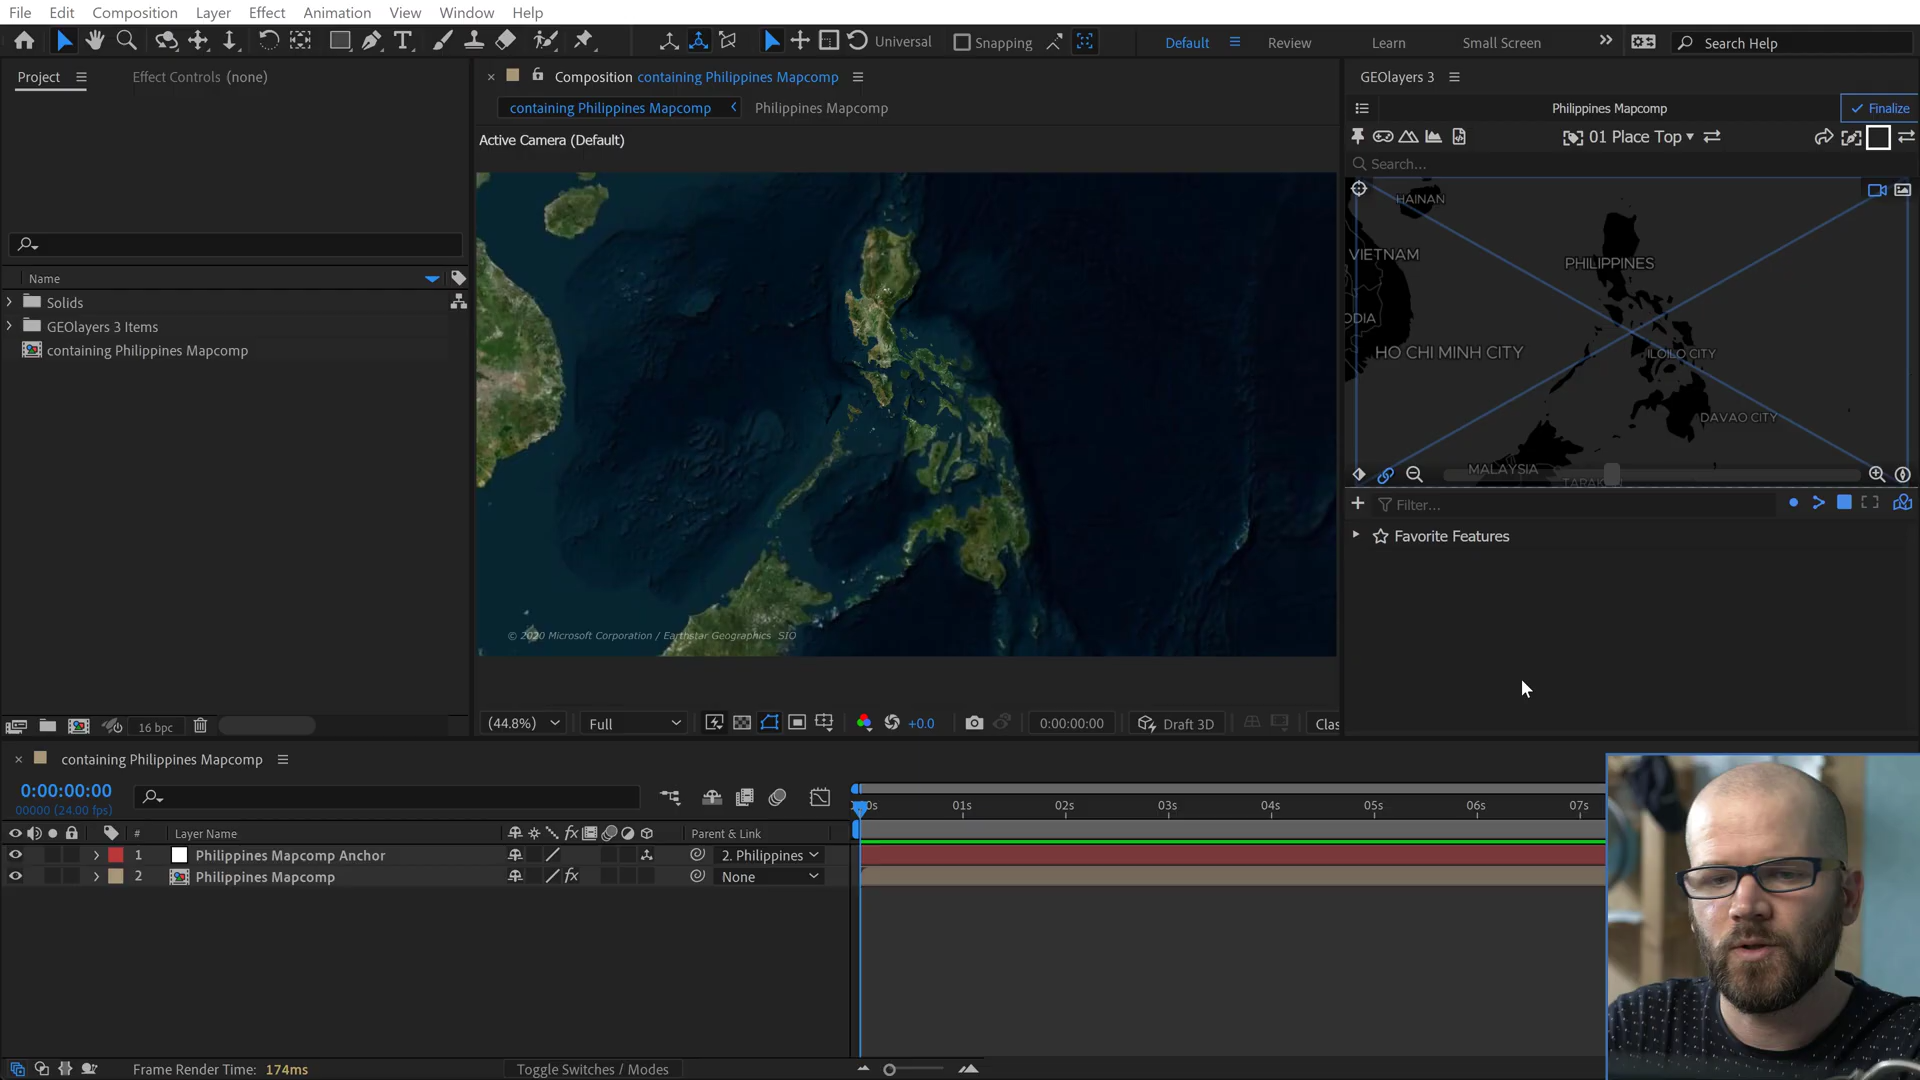 File Edit Composition Layer Effect Animation View Window Help
Universal Snapping Default Review Learn Small Screen Search Help
Project Effect Controls (none)
Composition containing Philippines Mapcomp
containing Philippines Mapcomp Philippines Mapcomp
Active Camera (Default)
GEOlayers 3
Philippines Mapcomp Finalize
01 Place Top
Search...
HAINAN
VIETNAM
PHILIPPINES
ODIA
HO CHI MINH CITY
ILOILO CITY
DAVAO CITY
MALAYSIA
TARAK
Filter...
Favorite Features
Name
Solids
GEOlayers 3 Items
containing Philippines Mapcomp
© 2020 Microsoft Corporation / Earthstar Geographics SIO
16 bpc
(44.8%) Full +0.0 0:00:00:00 Draft 3D Clas
containing Philippines Mapcomp
0:00:00:00
00000 (24.00 fps)
01s 02s 03s 04s 05s 06s 07s
# Layer Name fx Parent & Link
1 Philippines Mapcomp Anchor 2. Philippines
2 Philippines Mapcomp fx None
Frame Render Time: 174ms Toggle Switches / Modes